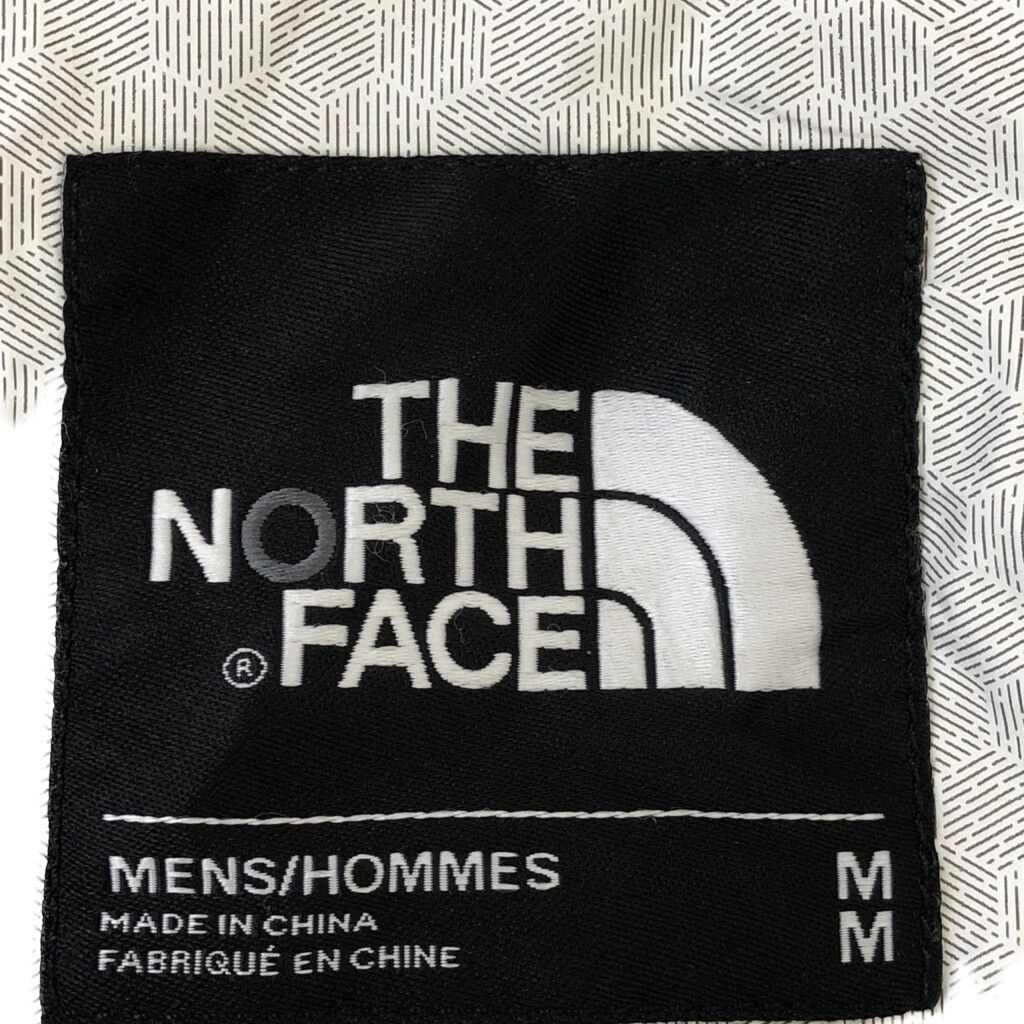 THE
NORTH
® FACE
MENS/HOMMES M
MADE IN CHINA M
FABRIQUÉ EN CHINE